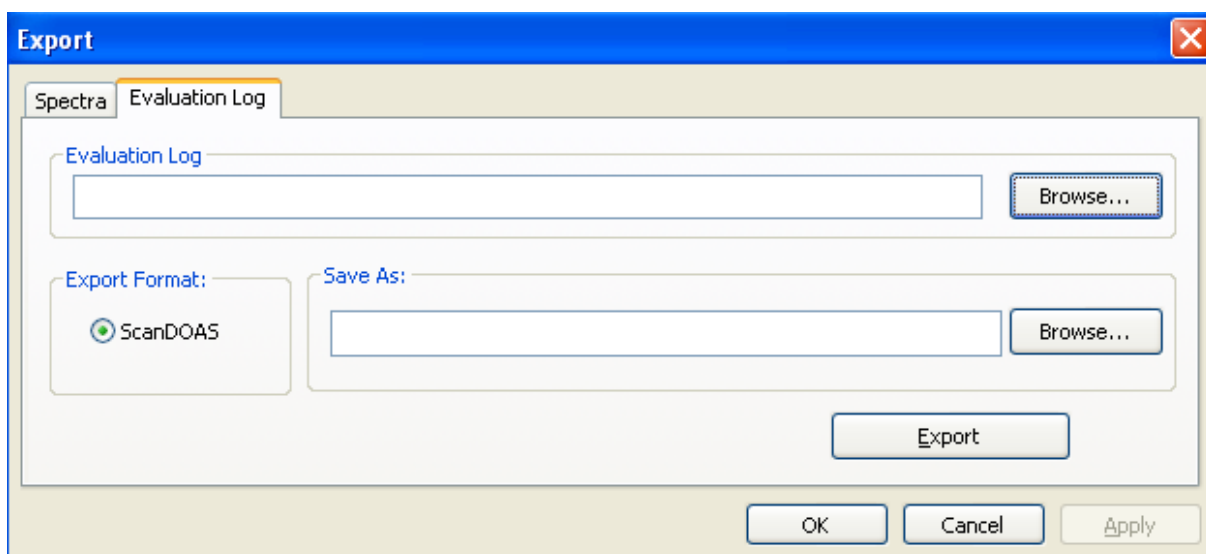 Export
Spectra Evaluation Log
Evaluation Log
Browse...
Export Format: Save As:
ScanDOAS Browse...
Export
OK Cancel Apply